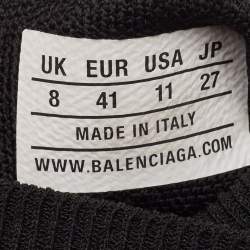 UK EUR USA JP
8 41 11 27
MADE IN ITALY
WWW.BALENCIAGA.COM